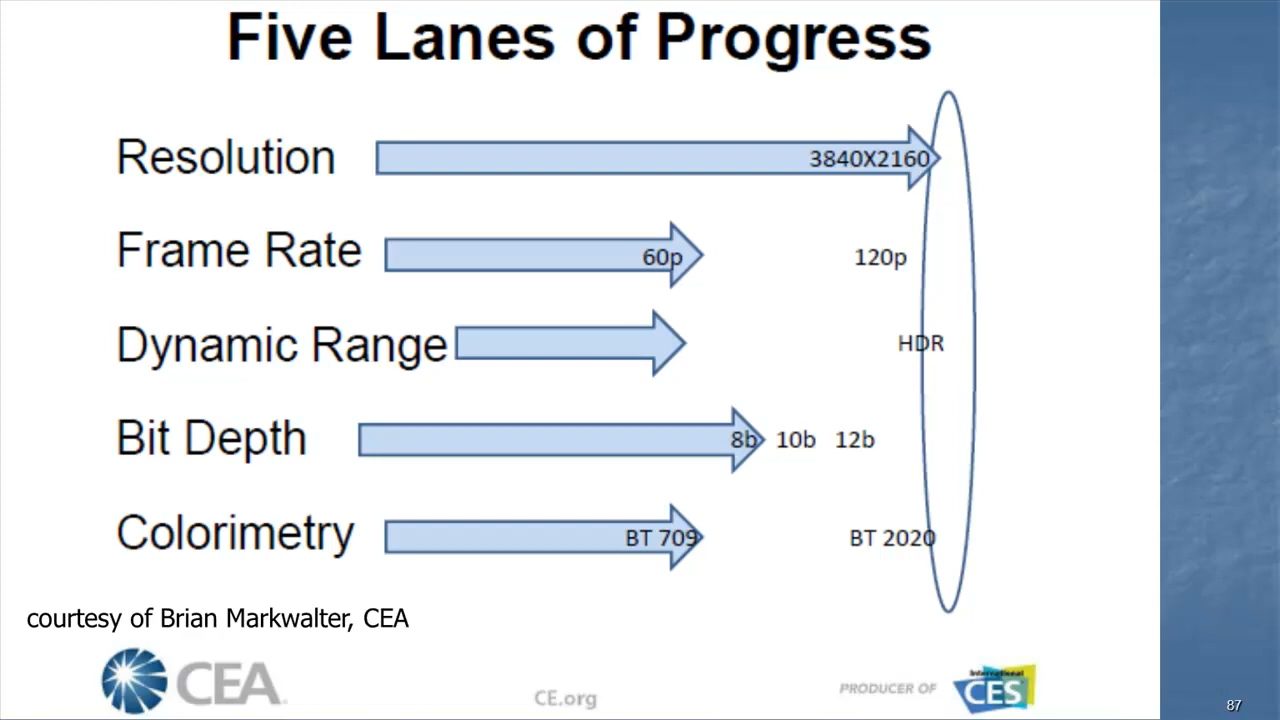 Five Lanes of Progress
Resolution 3840X2160
Frame Rate 60p 120p
Dynamic Range HDR
Bit Depth 8b 10b 12b
Colorimetry BT 709 BT 2020
courtesy of Brian Markwalter, CEA
CEA CE.org PRODUCER OF International CES
87